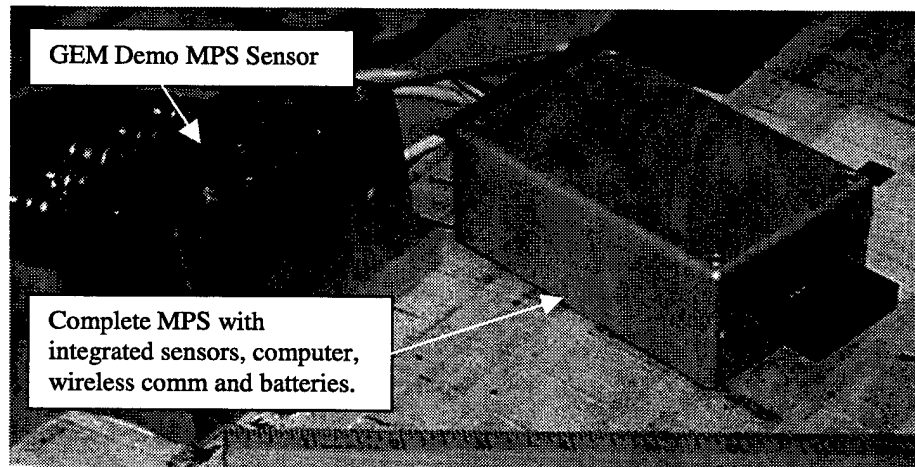 GEM Demo MPS Sensor
Complete MPS with
integrated sensors, computer,
wireless comm and batteries.